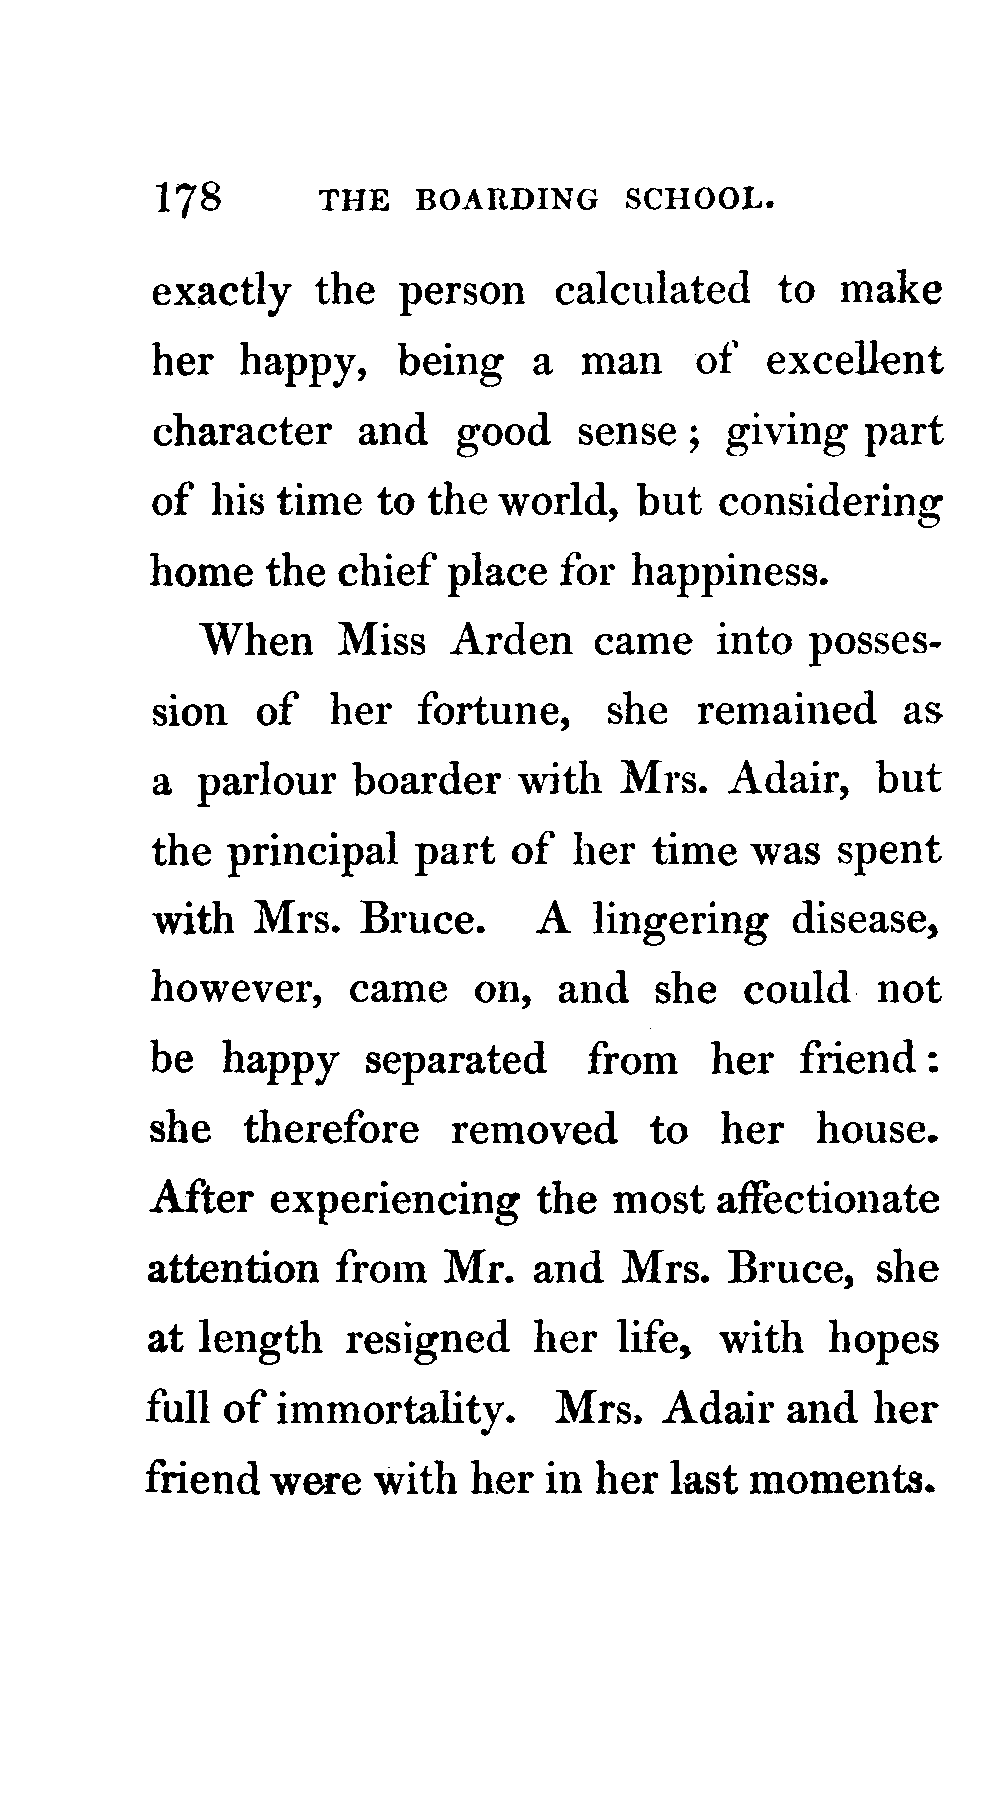 178 THE BOARDING SCHOOL.
exactly the person calculated to make
her happy, being a man of excellent
character and good sense ; giving part
of his time to the world, but considering
home the chief place for happiness.
When Miss Arden came into posses-
sion of her fortune, she remained as
a parlour boarder with Mrs. Adair, but
the principal part of her time was spent
with Mrs. Bruce. A lingering disease,
however, came on, and she could not
be happy separated from her friend :
she therefore removed to her house.
After experiencing the most affectionate
attention from Mr. and Mrs. Bruce, she
at length resigned her life, with hopes
full of immortality. Mrs. Adair and her
friend were with her in her last moments.